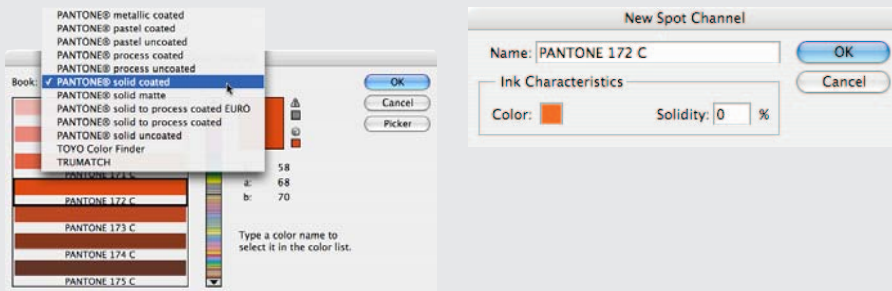 PANTONE® metallic coated
PANTONE® pastel coated
PANTONE® pastel uncoated
PANTONE® process coated
PANTONE® process uncoated
Book: ✓ PANTONE® solid coated
PANTONE® solid matte
PANTONE® solid to process coated EURO
PANTONE® solid to process coated
PANTONE® solid uncoated
TOYO Color Finder
TRUMATCH
OK
Cancel
Picker
PANTONE 171 C
PANTONE 172 C
PANTONE 173 C
PANTONE 174 C
PANTONE 175 C
58
a: 68
b: 70
Type a color name to
select it in the color list.
New Spot Channel
Name: PANTONE 172 C
OK
Ink Characteristics
Cancel
Color: Solidity: 0 %